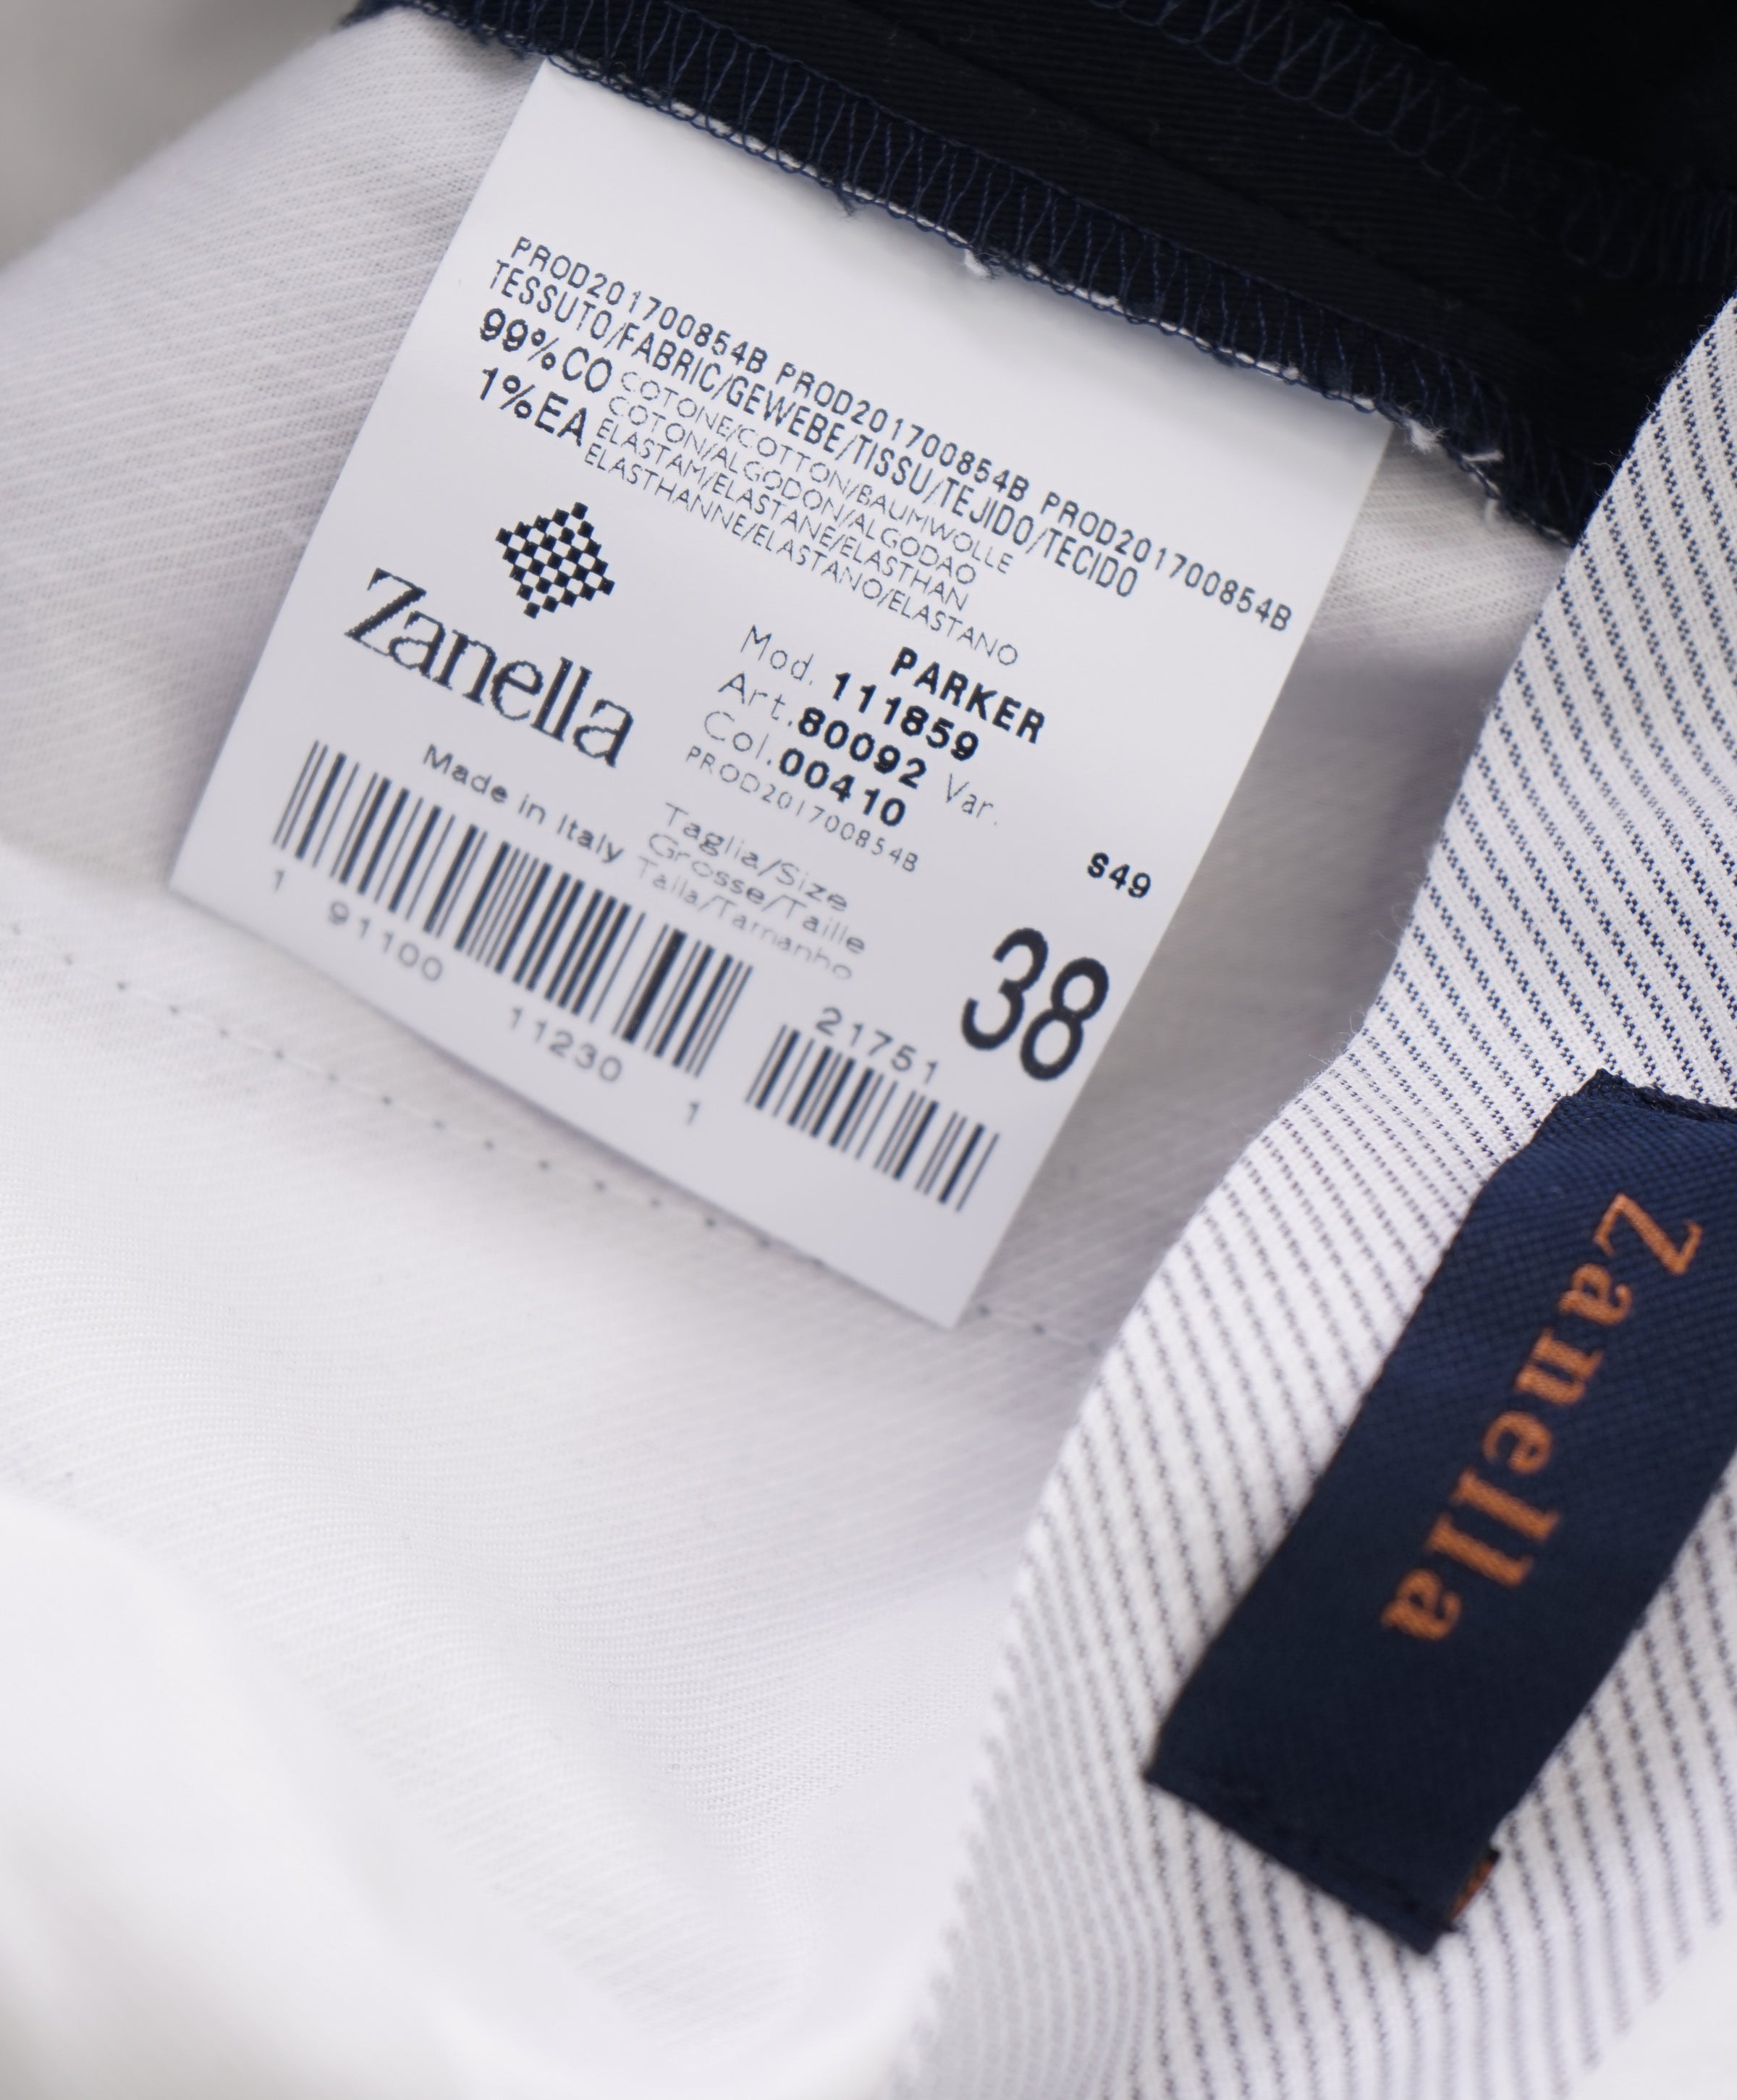 PROD201700854B PROD201700854B PROD201700854B
TESSUTO/FABRIC/GEWEBE/TISSU/TEJIDO/TECIDO
99%CO COTONE/COTTON/BAUMWOLLE
COTON/ALGODON/ALGODAO
1%EA ELASTAM/ELASTANE/ELASTHAN
ELASTHANNE/ELASTANO/ELASTANO
Zanella
Made in Italy
PARKER
Mod. 111859
Art. 80092 Var.
Col. 00410
PROD201700854B
S49
Taglia/Size
Grosse/Taille
Talla/Tamanho
38
1 91100 11230 1
21751
Zanella